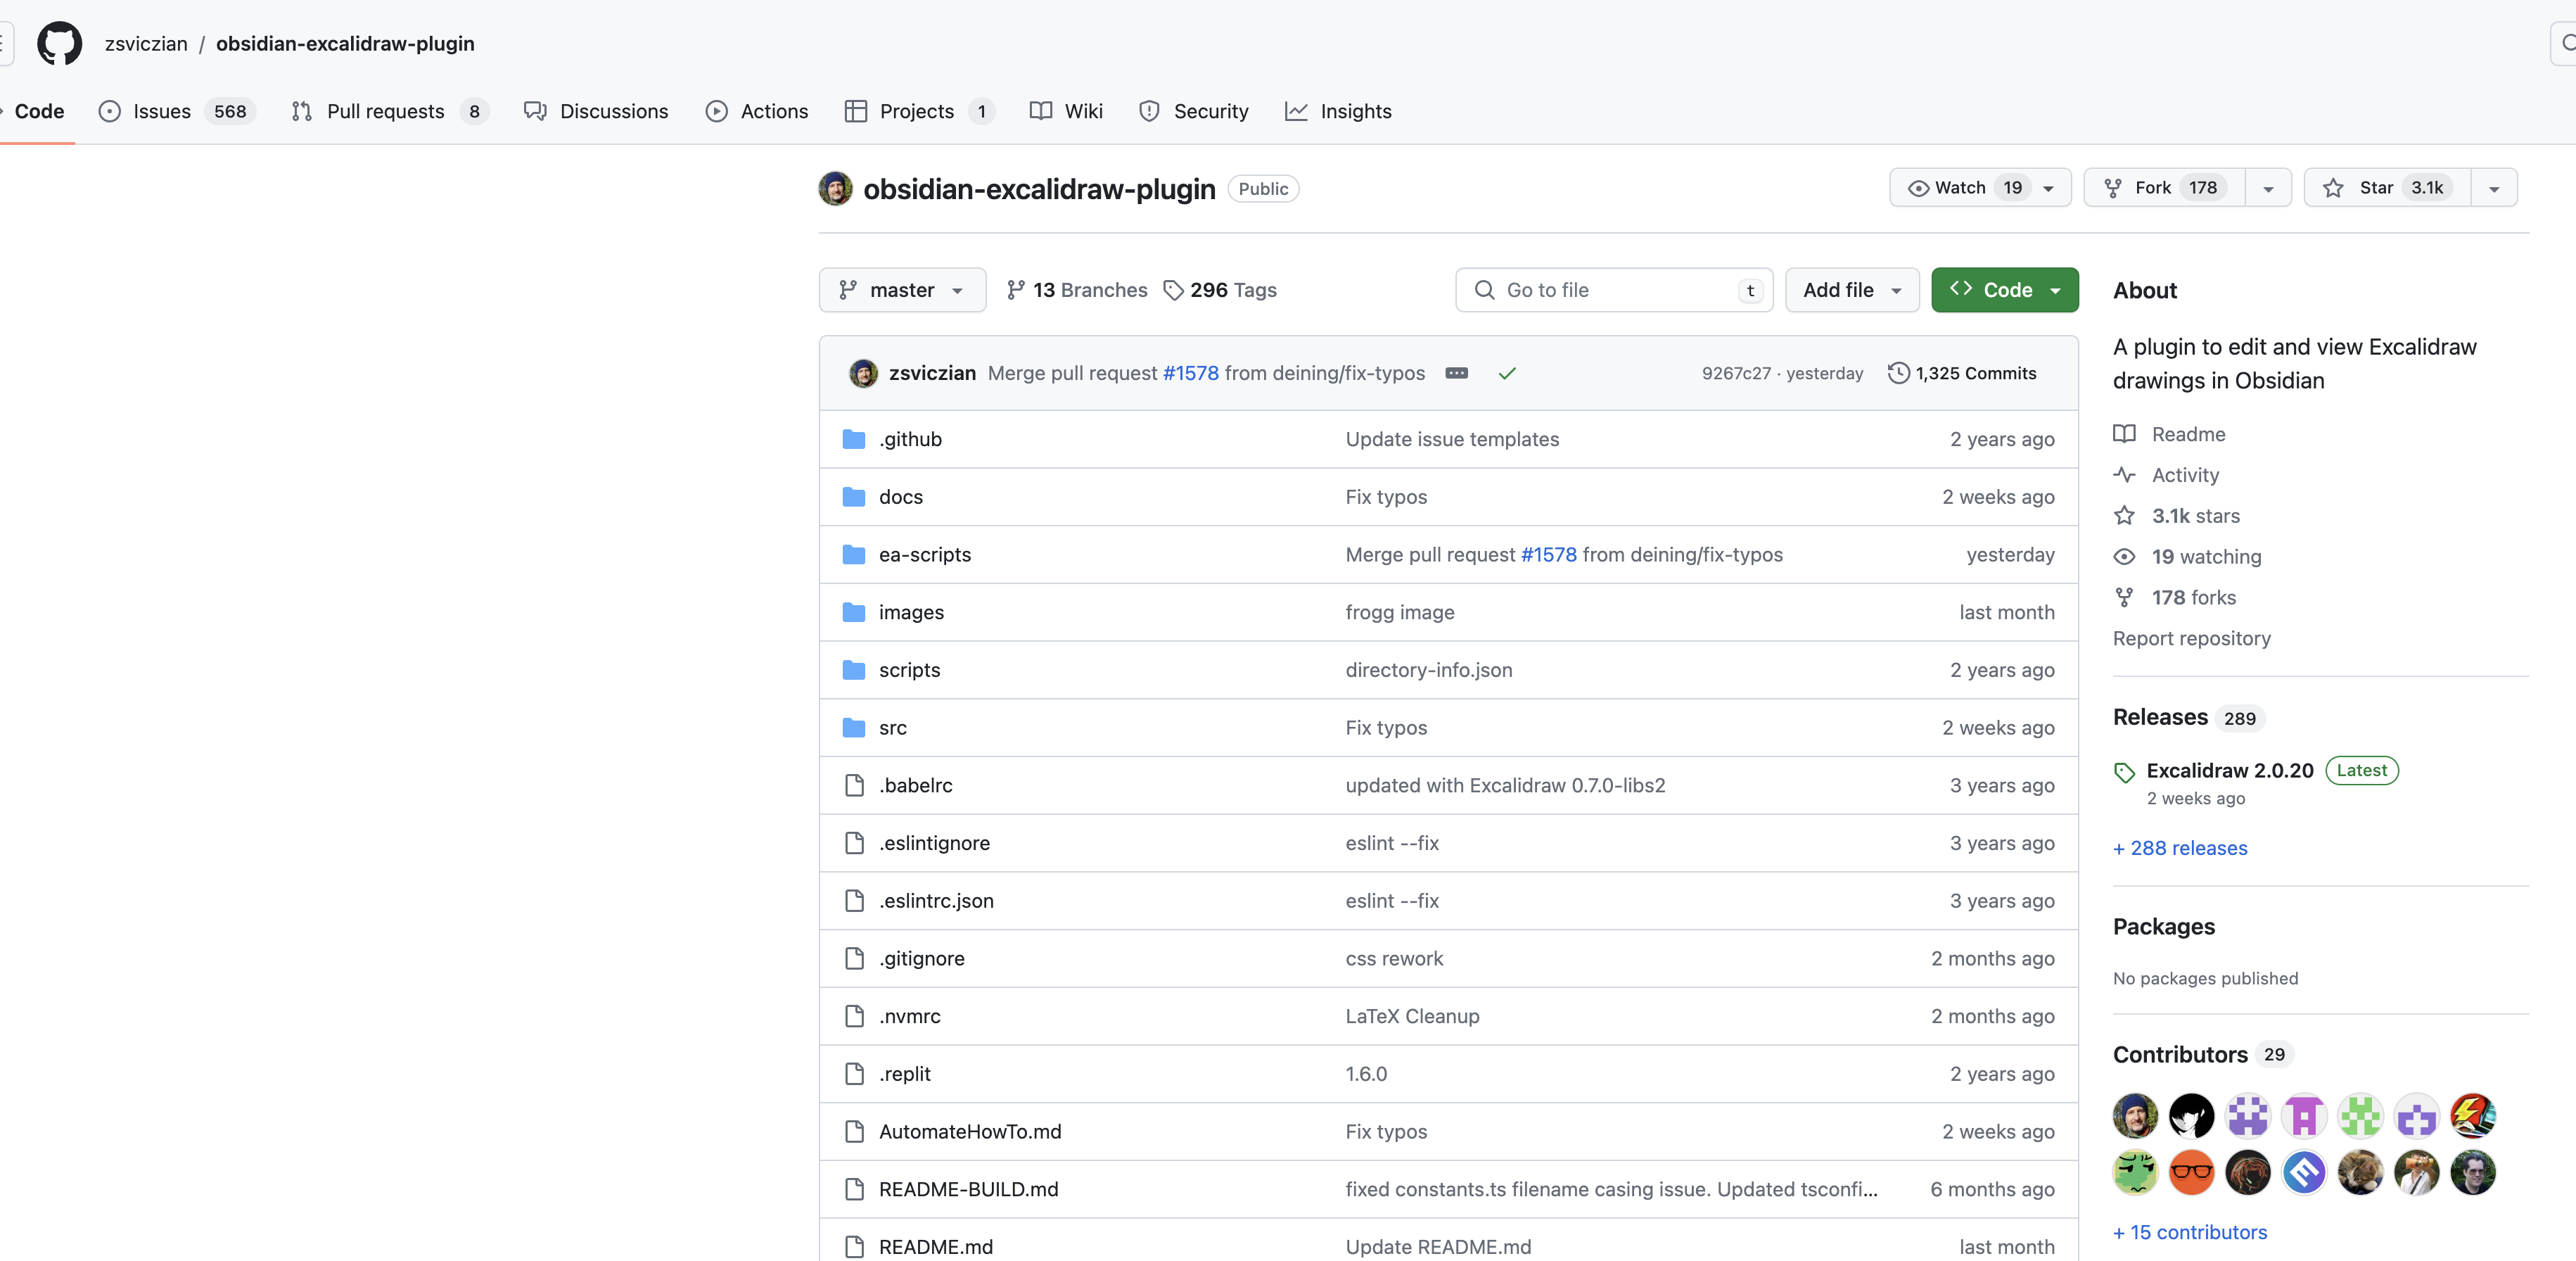 zsviczian / obsidian-excalidraw-plugin
Code Issues 568 Pull requests 8 Discussions Actions Projects 1 Wiki Security Insights
obsidian-excalidraw-plugin Public Watch 19 Fork 178 Star 3.1k
master 13 Branches 296 Tags Go to file t Add file Code
zsviczian Merge pull request #1578 from deining/fix-typos 9267c27 · yesterday 1,325 Commits
.github Update issue templates 2 years ago
docs Fix typos 2 weeks ago
ea-scripts Merge pull request #1578 from deining/fix-typos yesterday
images frogg image last month
scripts directory-info.json 2 years ago
src Fix typos 2 weeks ago
.babelrc updated with Excalidraw 0.7.0-libs2 3 years ago
.eslintignore eslint --fix 3 years ago
.eslintrc.json eslint --fix 3 years ago
.gitignore css rework 2 months ago
.nvmrc LaTeX Cleanup 2 months ago
.replit 1.6.0 2 years ago
AutomateHowTo.md Fix typos 2 weeks ago
README-BUILD.md fixed constants.ts filename casing issue. Updated tsconfi... 6 months ago
README.md Update README.md last month
About
A plugin to edit and view Excalidraw
drawings in Obsidian
Readme
Activity
3.1k stars
19 watching
178 forks
Report repository
Releases 289
Excalidraw 2.0.20 Latest
2 weeks ago
+ 288 releases
Packages
No packages published
Contributors 29
+ 15 contributors